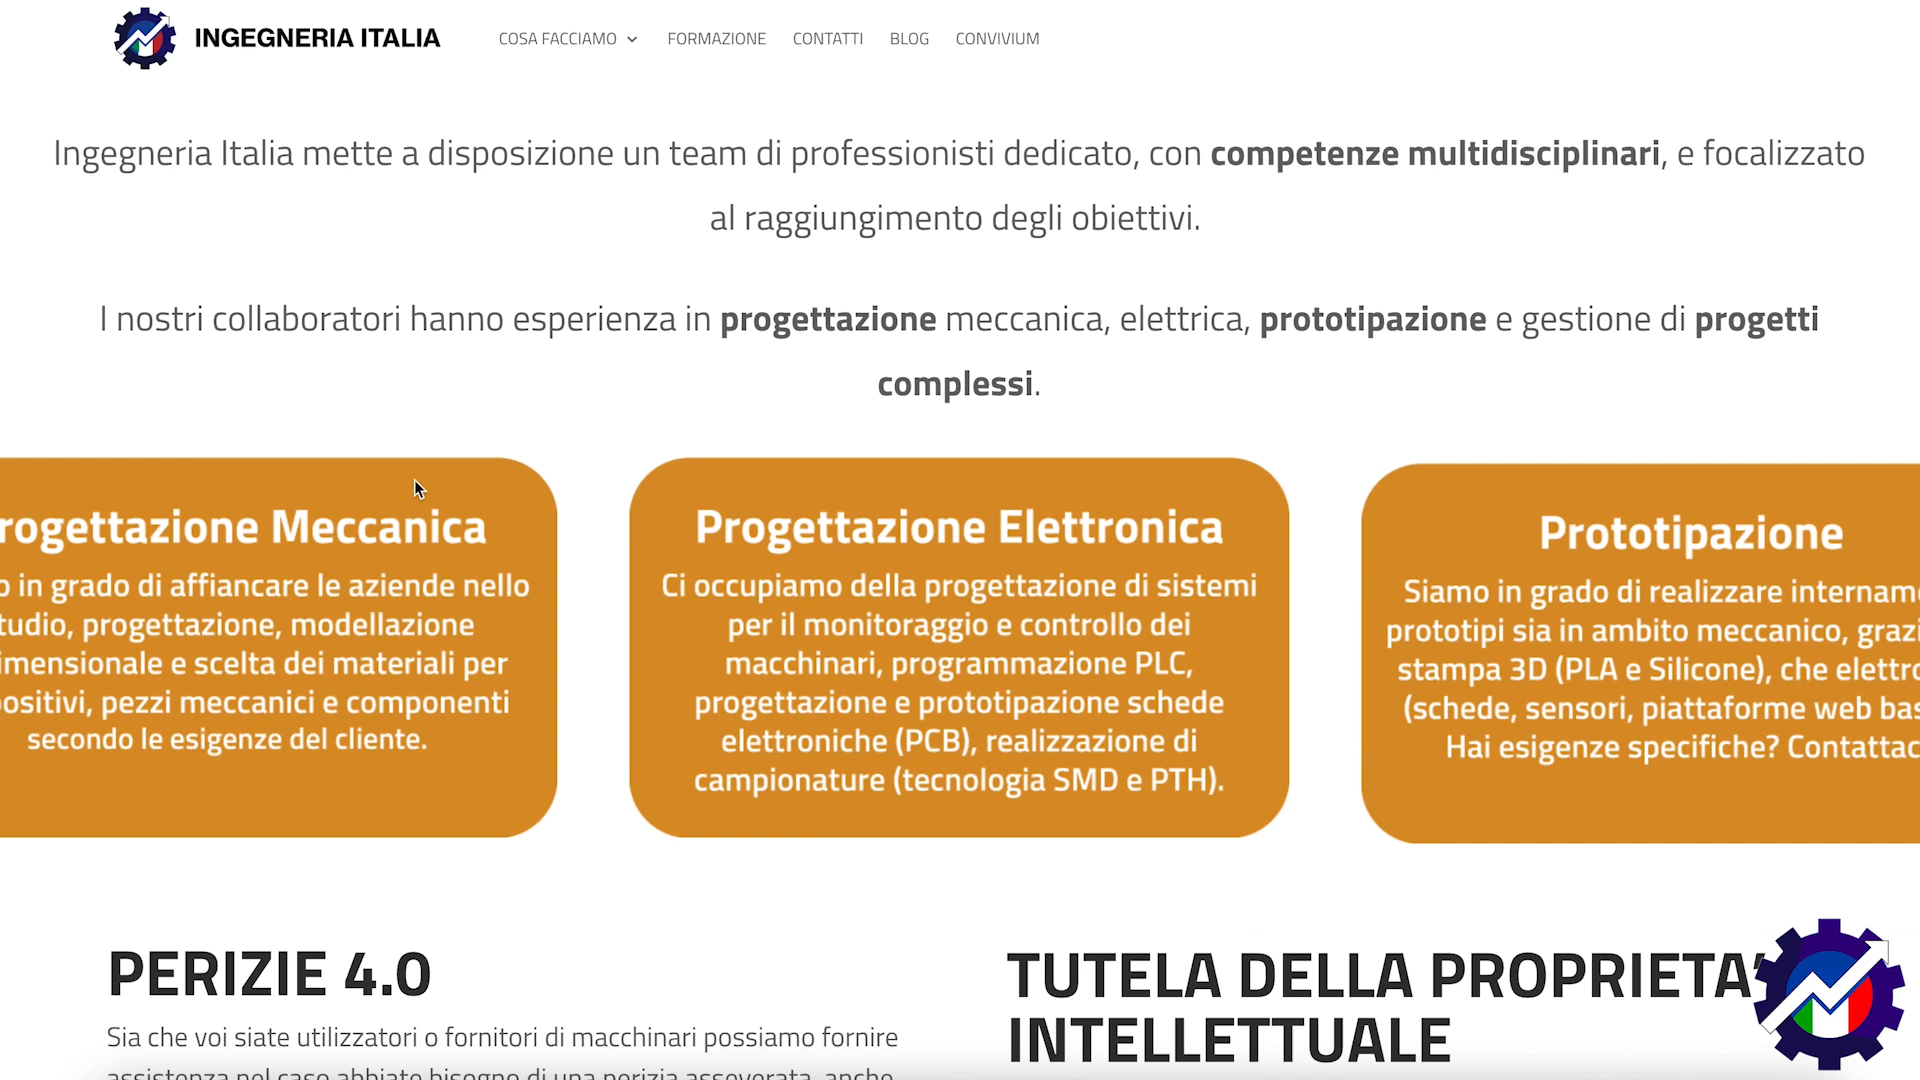 INGEGNERIA ITALIA
COSA FACCIAMO
FORMAZIONE
CONTATTI
BLOG
CONVIVIUM
Ingegneria Italia mette a disposizione un team di professionisti dedicato, con competenze multidisciplinari, e focalizzato
al raggiungimento degli obiettivi.
I nostri collaboratori hanno esperienza in progettazione meccanica, elettrica, prototipazione e gestione di progetti
complessi.
rogettazione Meccanica
o in grado di affiancare le aziende nello
tudio, progettazione, modellazione
imensionale e scelta dei materiali per
ositivi, pezzi meccanici e componenti
secondo le esigenze del cliente.
Progettazione Elettronica
Ci occupiamo della progettazione di sistemi
per il monitoraggio e controllo dei
macchinari, programmazione PLC,
progettazione e prototipazione schede
elettroniche (PCB), realizzazione di
campionature (tecnologia SMD e PTH).
Prototipazione
Siamo in grado di realizzare intername
prototipi sia in ambito meccanico, grazi
stampa 3D (PLA e Silicone), che elettro
(schede, sensori, piattaforme web bas
Hai esigenze specifiche? Contattac
PERIZIE 4.0
Sia che voi siate utilizzatori o fornitori di macchinari possiamo fornire
assistenza nel caso abbiate bisogno di una perizia asseverata, anche
TUTELA DELLA PROPRIETA'
INTELLETTUALE